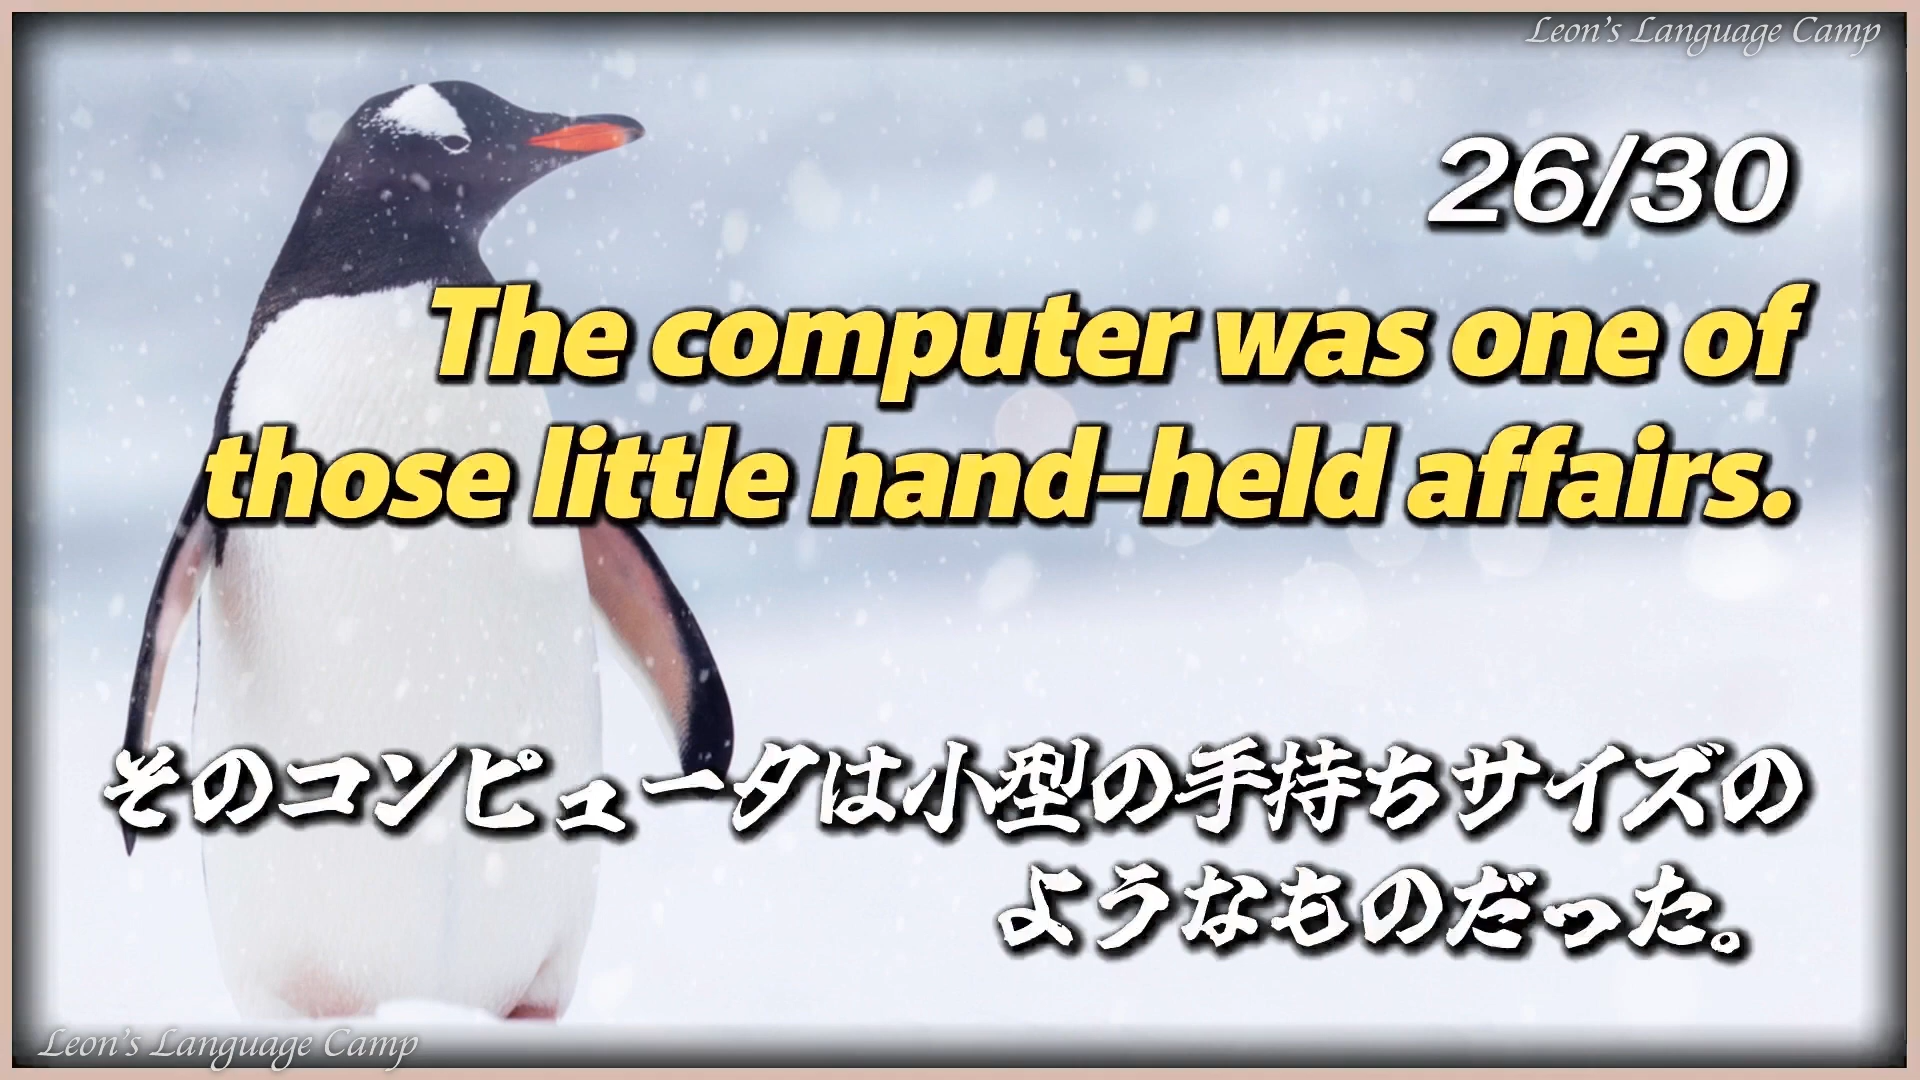 Leon's Language Camp
26/30
The computer was one of
those little hand-held affairs.
そのコンピュータは小型の手持ちサイズの
ようなものだった。
Leon's Language Camp